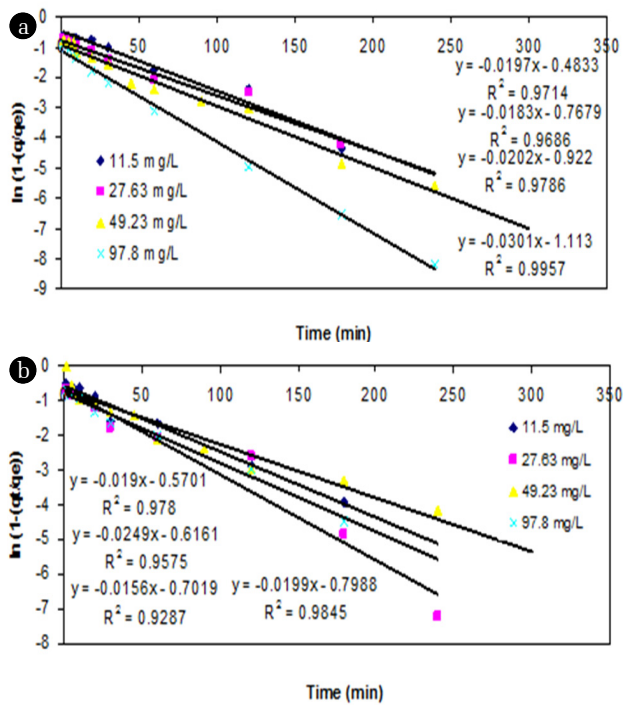 a
0 50 100 150 200 250 300 350
0
-1
-2
-3
-4
-5
-6
-7
-8
-9
ln (1-(q/qe))
y = -0.0197x - 0.4833
R2 = 0.9714
y = -0.0183x - 0.7679
R2 = 0.9686
y = -0.0202x - 0.922
R2 = 0.9786
y = -0.0301x - 1.113
R2 = 0.9957
11.5 mg/L
27.63 mg/L
49.23 mg/L
97.8 mg/L
Time (min)
b
0 50 100 150 200 250 300 350
0
-1
-2
-3
-4
-5
-6
-7
-8
ln (1-(qt/qe))
11.5 mg/L
27.63 mg/L
49.23 mg/L
97.8 mg/L
y = -0.019x - 0.5701
R2 = 0.978
y = -0.0249x - 0.6161
R2 = 0.9575
y = -0.0156x - 0.7019
R2 = 0.9287
y = -0.0199x - 0.7988
R2 = 0.9845
Time (min)